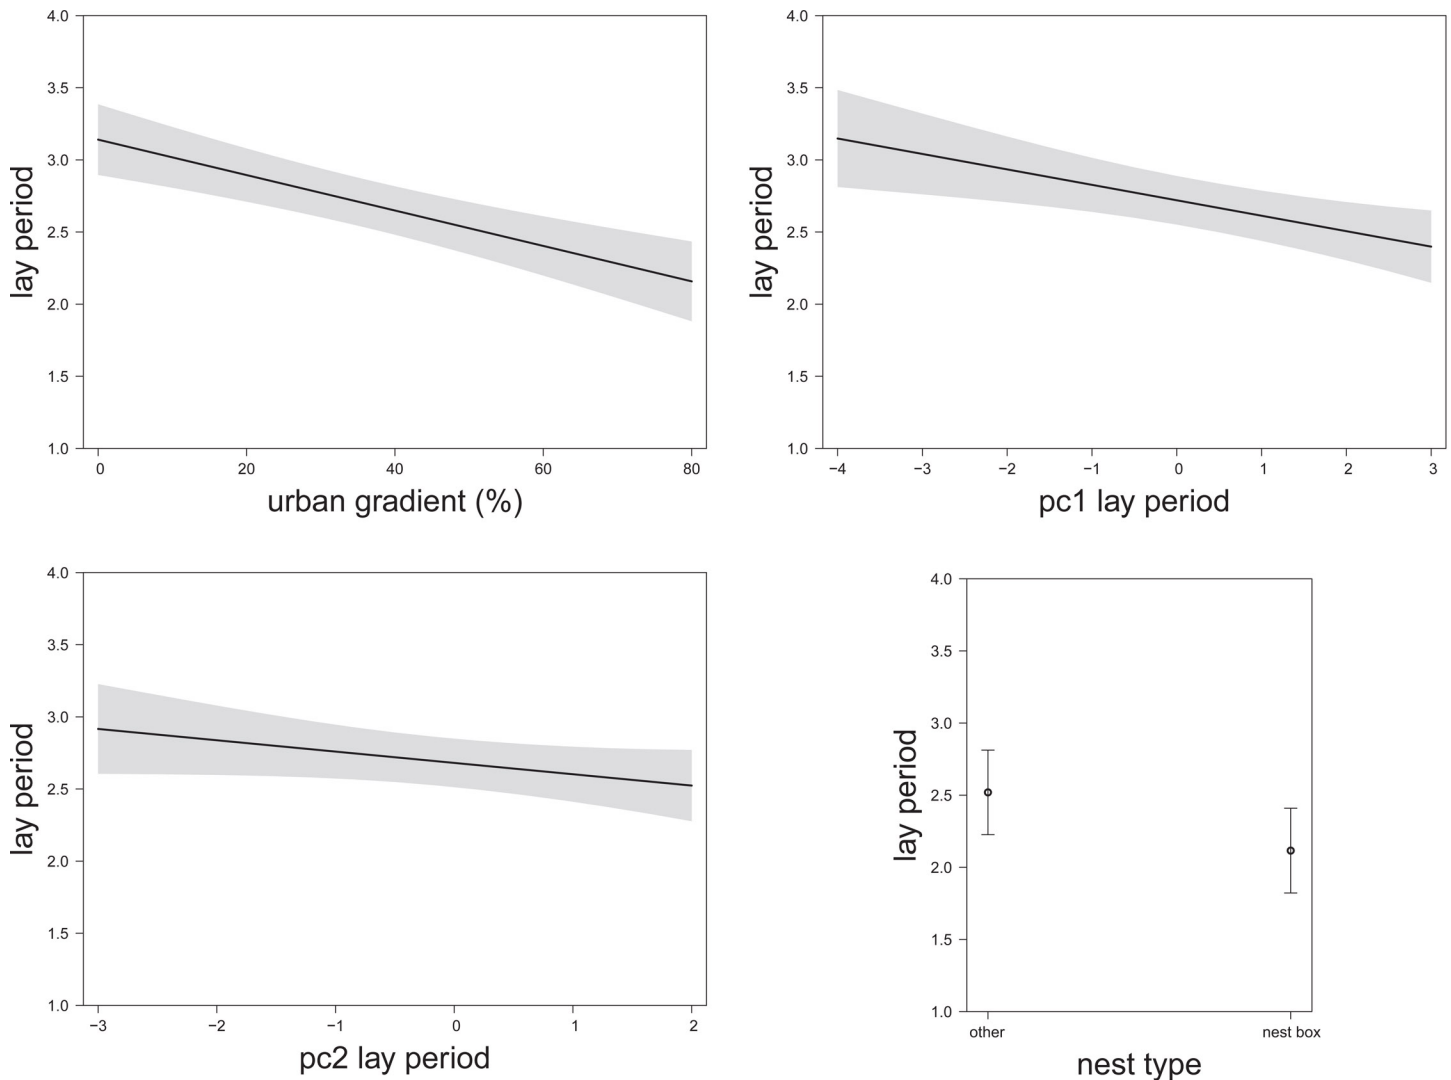 4.0
3.5
3.0
2.5
2.0
1.5
1.0
lay period
0 20 40 60 80
urban gradient (%)
4.0
3.5
3.0
2.5
2.0
1.5
1.0
lay period
−4 −3 −2 −1 0 1 2 3
pc1 lay period
4.0
3.5
3.0
2.5
2.0
1.5
1.0
lay period
−3 −2 −1 0 1 2
pc2 lay period
4.0
3.5
3.0
2.5
2.0
1.5
1.0
lay period
other nest box
nest type